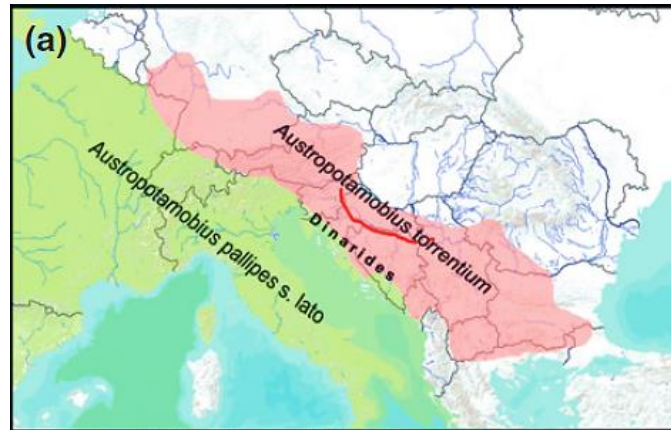 (a)
Austropotamobius torrentium
Austropotamobius pallipes s. lato
Dinarides